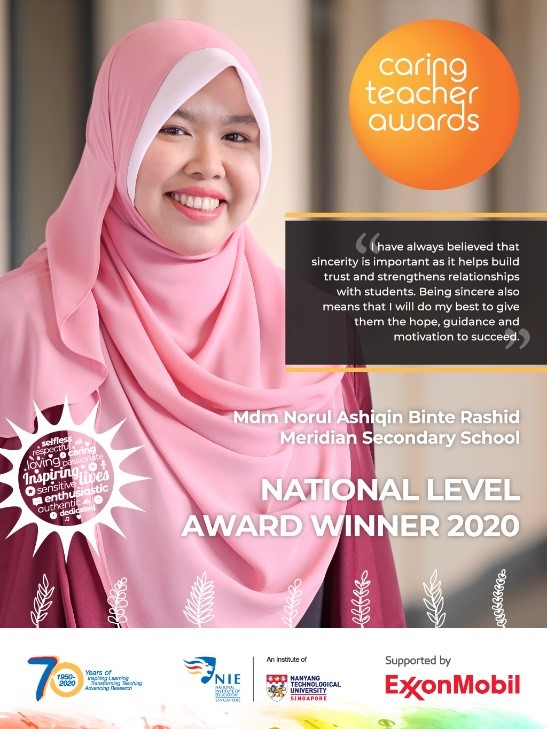 caring
teacher
awards
“I have always believed that
sincerity is important as it helps build
trust and strengthens relationships
with students. Being sincere also
means that I will do my best to give
them the hope, guidance and
motivation to succeed.”
Mdm Norul Ashiqin Binte Rashid
Meridian Secondary School
selfless
respectful
caring
loving passionate
Inspiring lives
sensitive
enthusiastic
authentic
dedicated
NATIONAL LEVEL
AWARD WINNER 2020
70
1950-
2020
Years of
Inspiring Learning
Transforming Teaching
Advancing Research
NIE
NATIONAL
INSTITUTE OF
EDUCATION
SINGAPORE
An Institute of
NANYANG
TECHNOLOGICAL
UNIVERSITY
SINGAPORE
Supported by
ExxonMobil